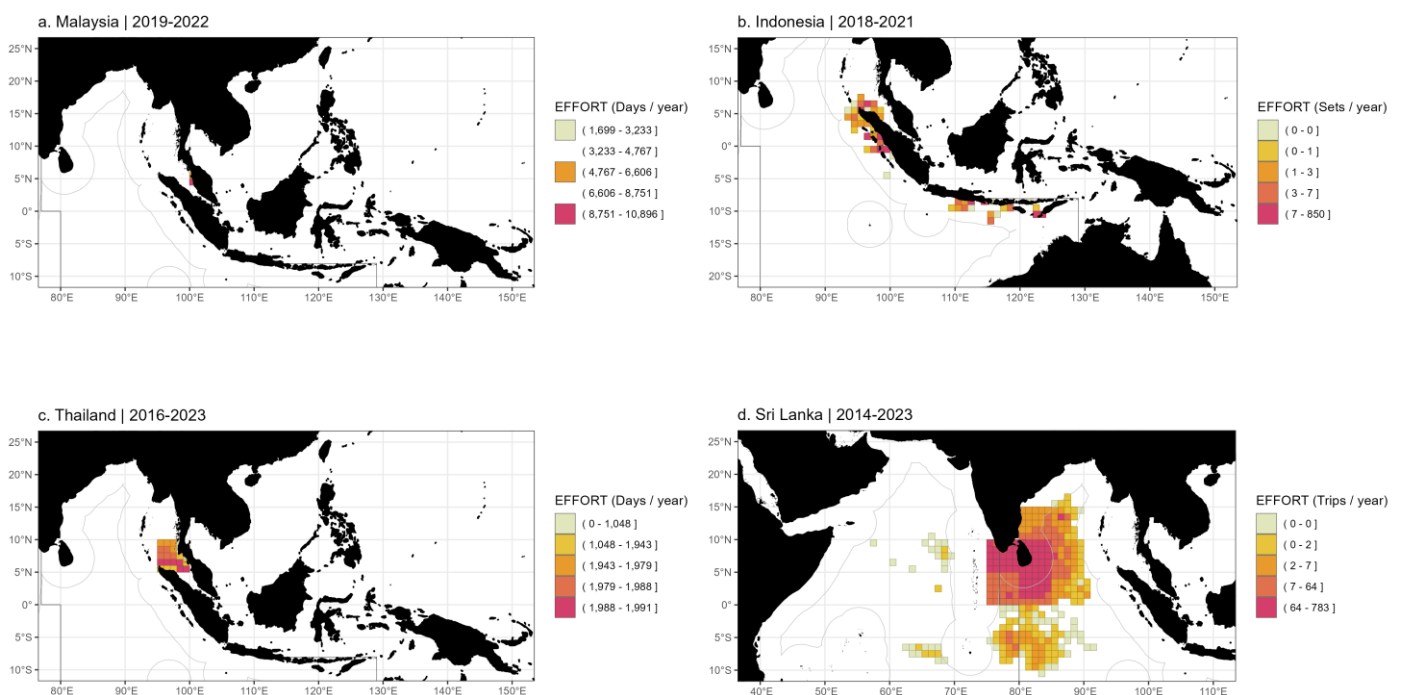 a. Malaysia | 2019-2022
25°N
20°N
15°N
10°N
5°N
0°
5°S
10°S
80°E 90°E 100°E 110°E 120°E 130°E 140°E 150°E
EFFORT (Days / year)
( 1,699 - 3,233 ]
( 3,233 - 4,767 ]
( 4,767 - 6,606 ]
( 6,606 - 8,751 ]
( 8,751 - 10,896 ]
b. Indonesia | 2018-2021
15°N
10°N
5°N
0°
5°S
10°S
15°S
20°S
80°E 90°E 100°E 110°E 120°E 130°E 140°E 150°E
EFFORT (Sets / year)
( 0 - 0 ]
( 0 - 1 ]
( 1 - 3 ]
( 3 - 7 ]
( 7 - 850 ]
c. Thailand | 2016-2023
25°N
20°N
15°N
10°N
5°N
0°
5°S
10°S
80°E 90°E 100°E 110°E 120°E 130°E 140°E 150°E
EFFORT (Days / year)
( 0 - 1,048 ]
( 1,048 - 1,943 ]
( 1,943 - 1,979 ]
( 1,979 - 1,988 ]
( 1,988 - 1,991 ]
d. Sri Lanka | 2014-2023
25°N
20°N
15°N
10°N
5°N
0°
5°S
10°S
40°E 50°E 60°E 70°E 80°E 90°E 100°E 110°E
EFFORT (Trips / year)
( 0 - 0 ]
( 0 - 2 ]
( 2 - 7 ]
( 7 - 64 ]
( 64 - 783 ]